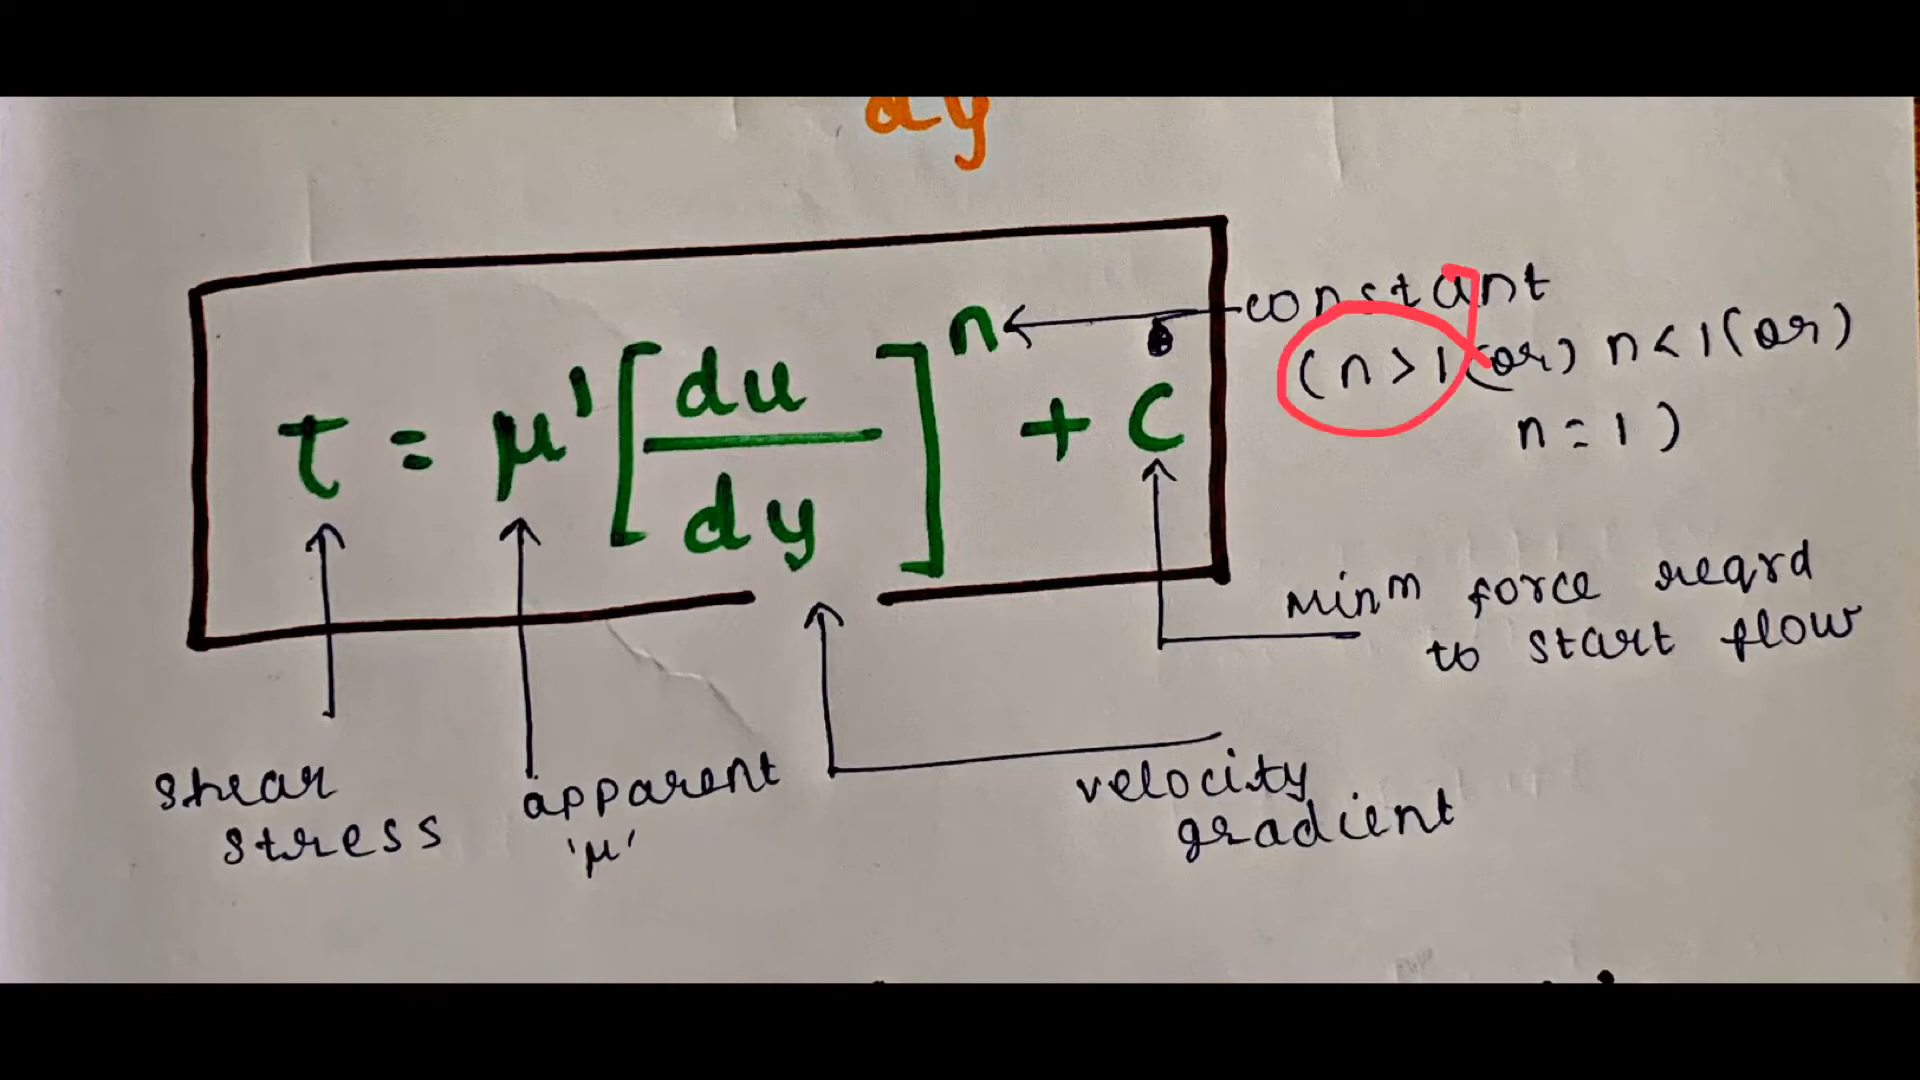 dy
τ = μ' [du/dy]^n + C
constant
(n > 1 (or) n < 1 (or)
n = 1)
Minᵐ force reqrd
to start flow
shear
stress
apparent
'μ'
velocity
gradient